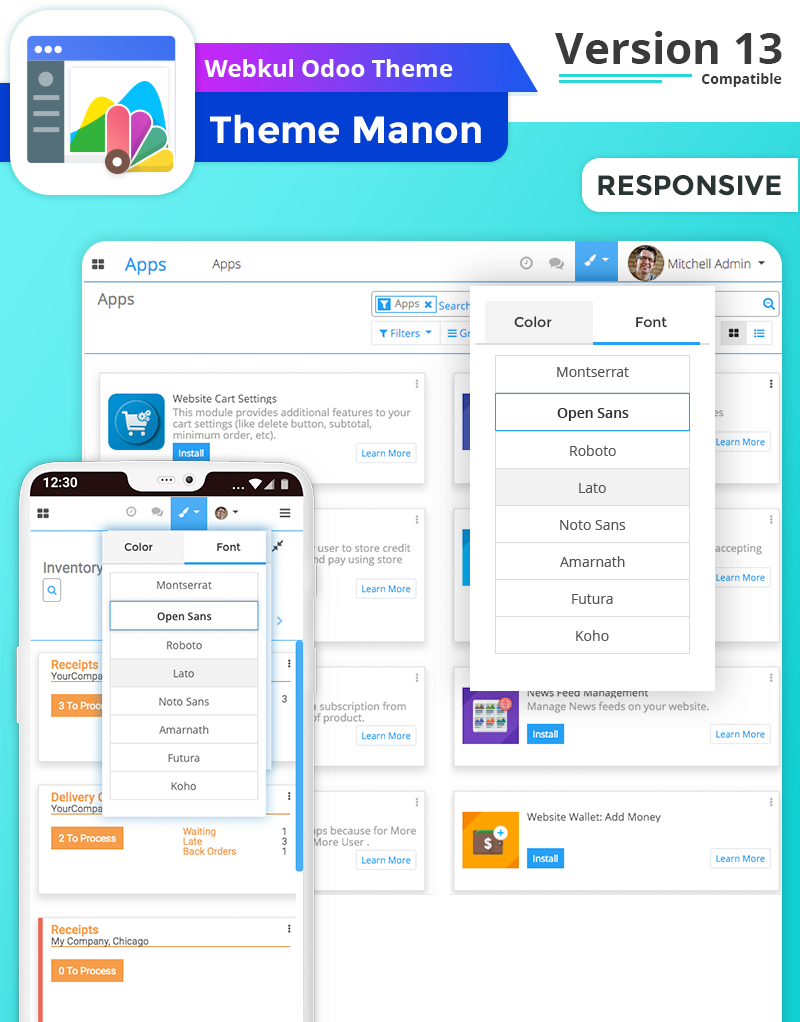 Version 13
Compatible
Webkul Odoo Theme
Theme Manon
RESPONSIVE
Apps
Apps
Mitchell Admin
Apps
Apps
Search
Filters
Color
Font
Montserrat
Open Sans
Roboto
Lato
Noto Sans
Amarnath
Futura
Koho
Website Cart Settings
This module provides additional features to your
cart settings (like delete button, subtotal,
minimum order, etc).
Install
Learn More
Learn More
user to store credit
nd pay using store
Learn More
accepting
Learn More
a subscription from
of product.
Learn More
News Feed Management
Manage News feeds on your website.
Install
Learn More
ps because for More
More User .
Learn More
Website Wallet: Add Money
Install
Learn More
12:30
Color
Font
Inventory
Montserrat
Open Sans
Roboto
Lato
Noto Sans
Amarnath
Futura
Koho
Receipts
YourCompa
3 To Proc
3
Delivery
YourCompa
2 To Process
Waiting 1
Late 3
Back Orders 1
Receipts
My Company, Chicago
0 To Process